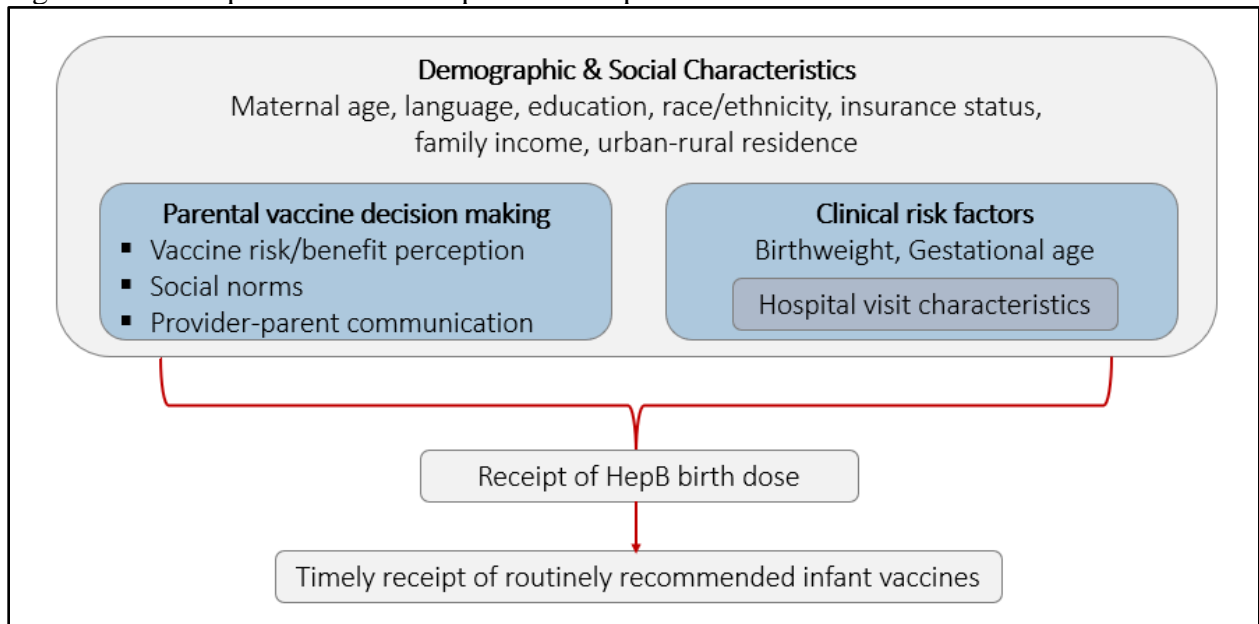 Demographic & Social Characteristics
Maternal age, language, education, race/ethnicity, insurance status,
family income, urban-rural residence
Parental vaccine decision making
▪ Vaccine risk/benefit perception
▪ Social norms
▪ Provider-parent communication
Clinical risk factors
Birthweight, Gestational age
Hospital visit characteristics
Receipt of HepB birth dose
Timely receipt of routinely recommended infant vaccines